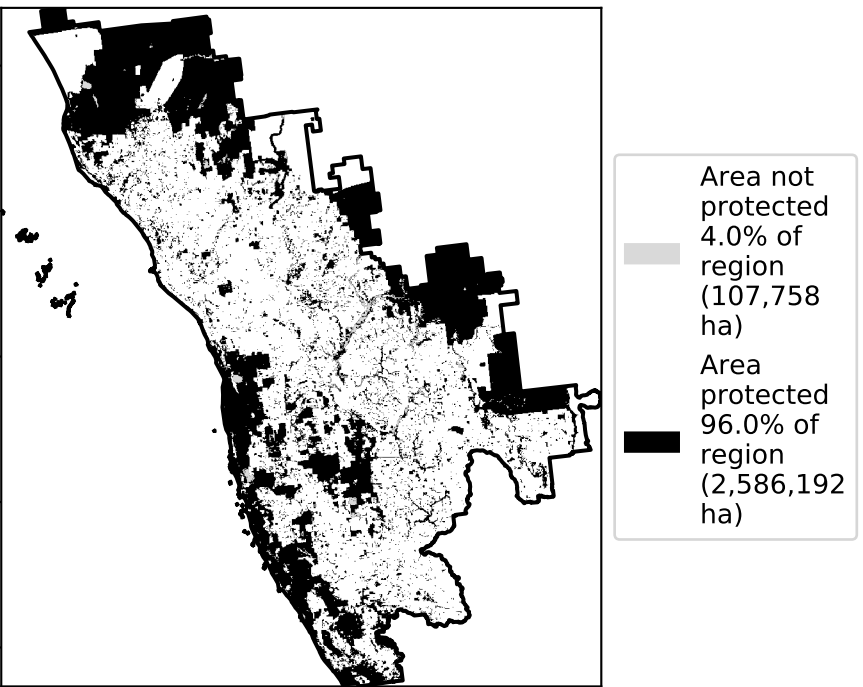 Area not
protected
4.0% of
region
(107,758
ha)
Area
protected
96.0% of
region
(2,586,192
ha)